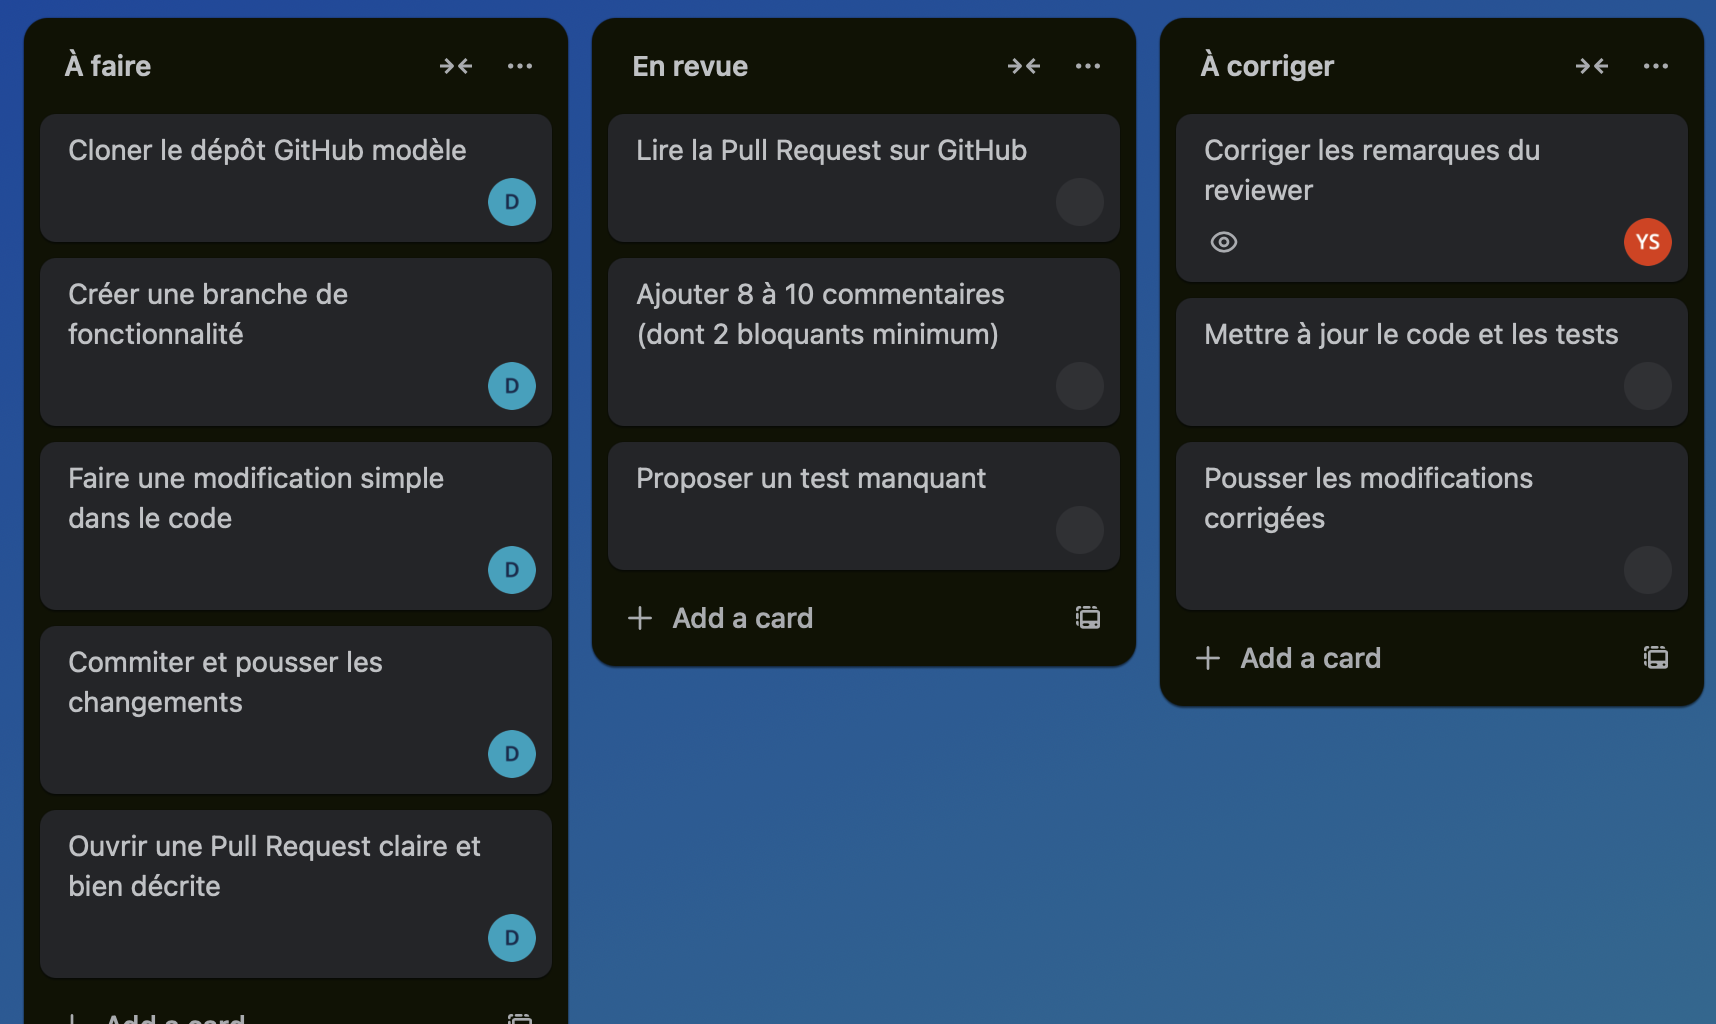 À faire
Cloner le dépôt GitHub modèle
D
Créer une branche de
fonctionnalité
D
Faire une modification simple
dans le code
D
Commiter et pousser les
changements
D
Ouvrir une Pull Request claire et
bien décrite
D
Add a card
En revue
Lire la Pull Request sur GitHub
Ajouter 8 à 10 commentaires
(dont 2 bloquants minimum)
Proposer un test manquant
Add a card
À corriger
Corriger les remarques du
reviewer
YS
Mettre à jour le code et les tests
Pousser les modifications
corrigées
Add a card